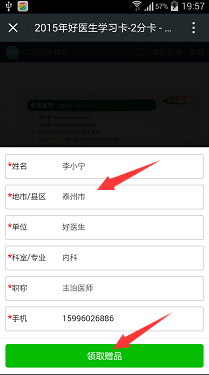 57% 19:57
2015年好医生学习卡-2分卡 - ...
*姓名 李小宁
*地市/县区 泰州市
*单位 好医生
*科室/专业 内科
*职称 主治医师
*手机 15996026886
领取赠品